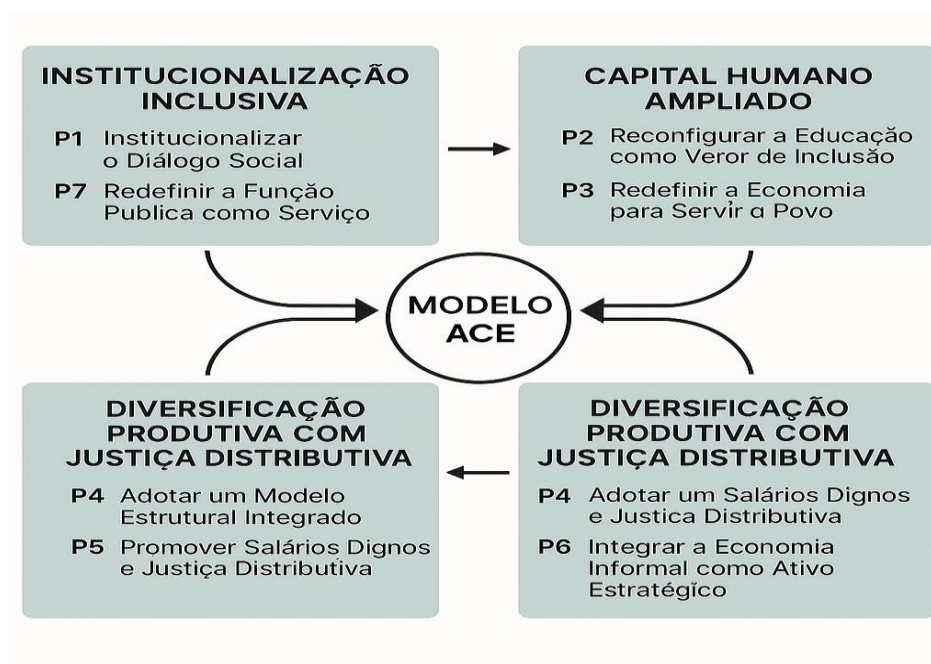 INSTITUCIONALIZAÇÃO
INCLUSIVA
P1 Institucionalizar
o Diálogo Social
P7 Redefinir a Função
Publica como Serviço
CAPITAL HUMANO
AMPLIADO
P2 Reconfigurar a Educação
como Veror de Inclusão
P3 Redefinir a Economia
para Servir a Povo
MODELO
ACE
DIVERSIFICAÇÃO
PRODUTIVA COM
JUSTIÇA DISTRIBUTIVA
P4 Adotar um Modelo
Estrutural Integrado
P5 Promover Salários Dignos
e Justiça Distributiva
DIVERSIFICAÇÃO
PRODUTIVA COM
JUSTIÇA DISTRIBUTIVA
P4 Adotar um Salários Dignos
e Justica Distributiva
P6 Integrar a Economia
Informal como Ativo
Estratégico